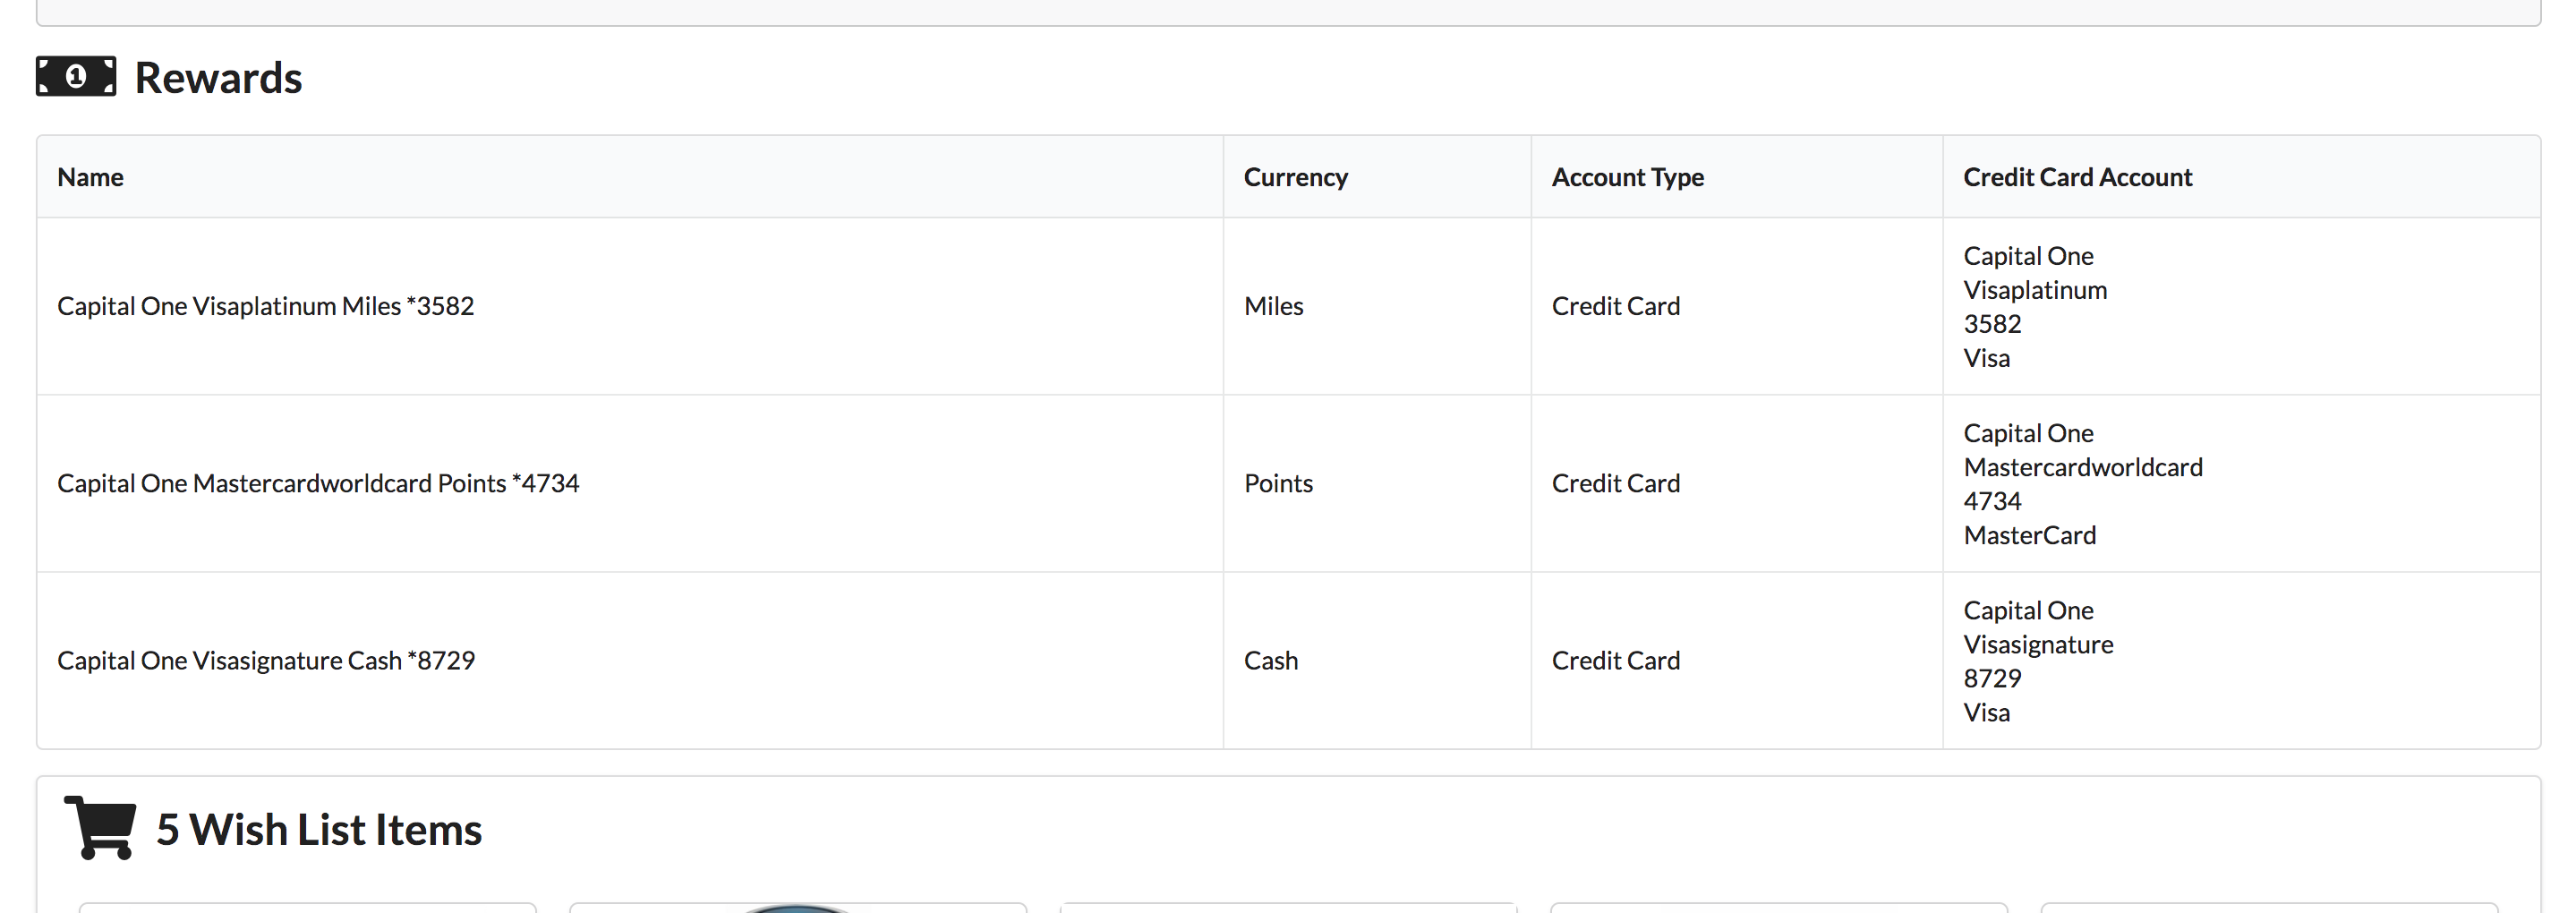 Rewards
Name Currency Account Type Credit Card Account
Capital One Visaplatinum Miles *3582 Miles Credit Card Capital One
Visaplatinum
3582
Visa
Capital One Mastercardworldcard Points *4734 Points Credit Card Capital One
Mastercardworldcard
4734
MasterCard
Capital One Visasignature Cash *8729 Cash Credit Card Capital One
Visasignature
8729
Visa
5 Wish List Items